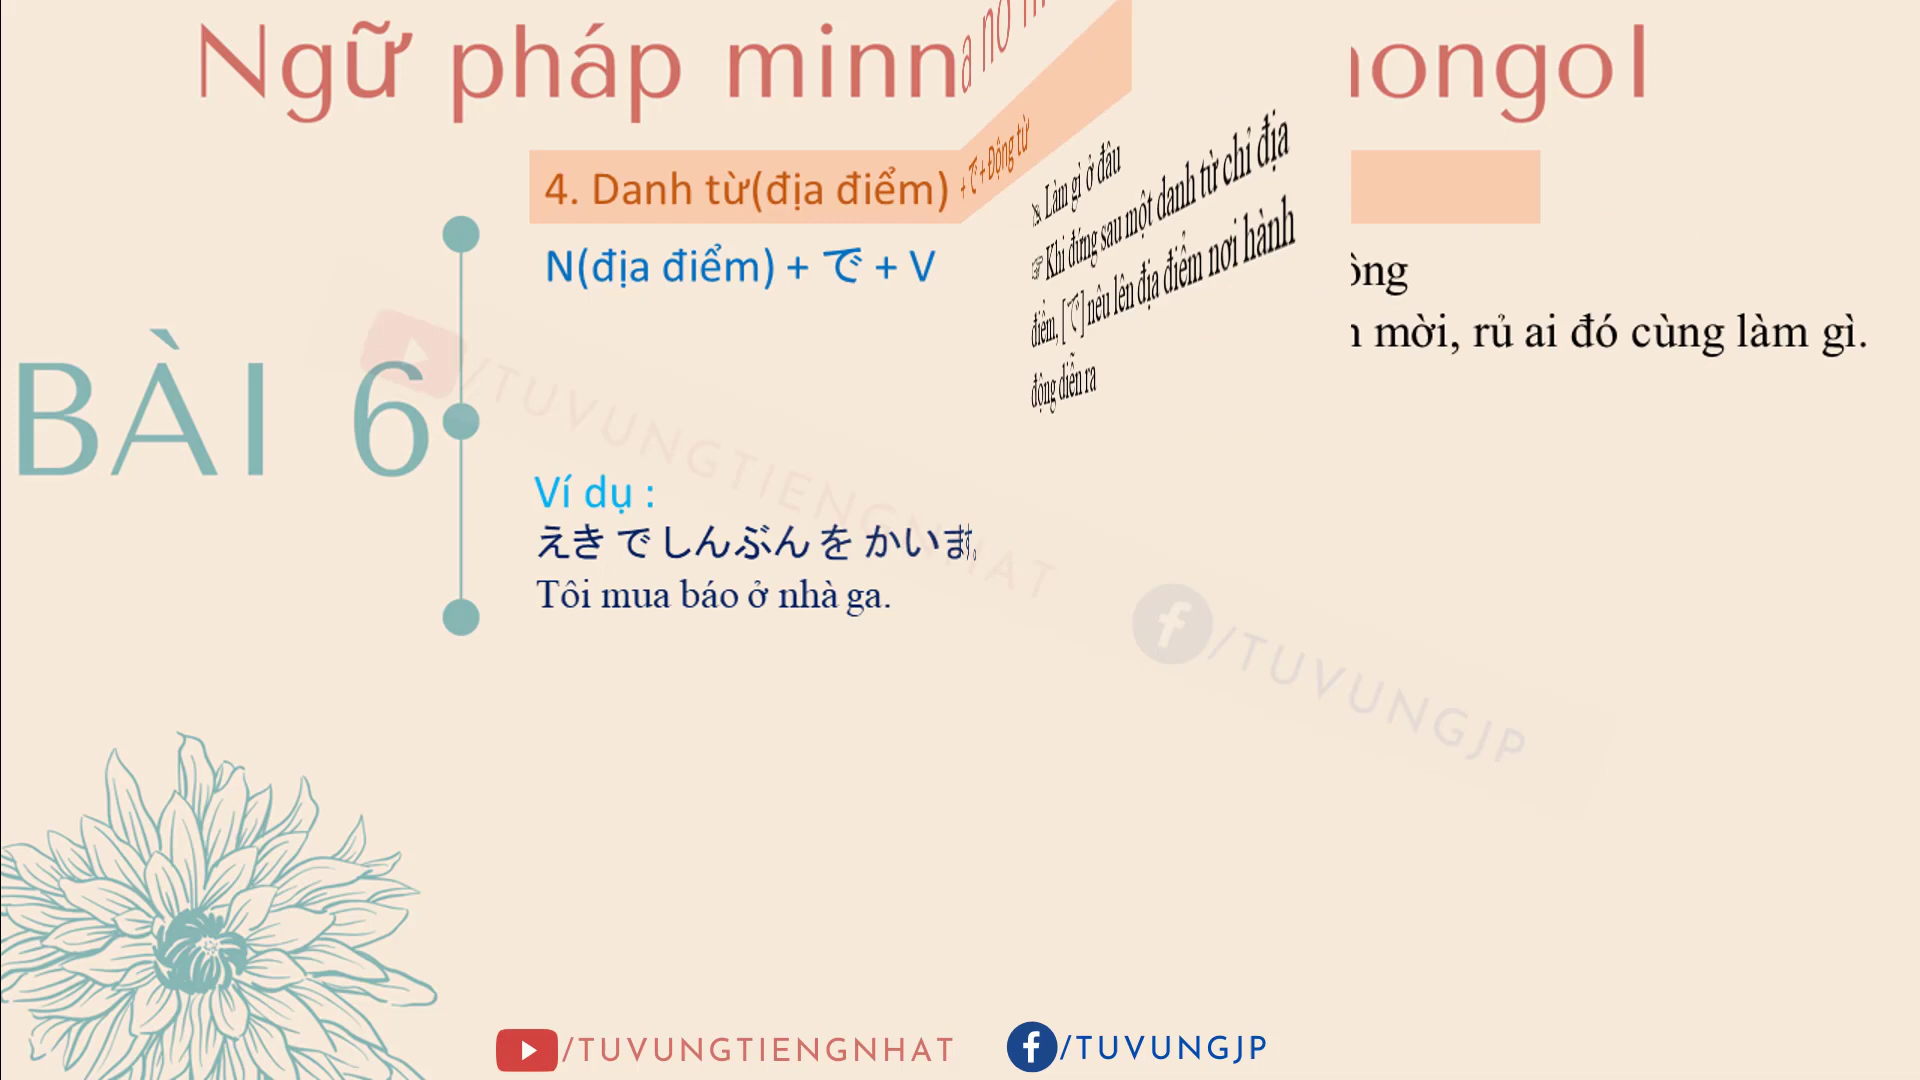 Ngữ pháp minna no
hongol
4. Danh từ(địa điểm) + で + Động từ
N(địa điểm) + で + V
⇘ Làm gì ở đâu
☞ Khi đứng sau một danh từ chỉ địa
điểm, [で] nêu lên địa điểm nơi hành
động diễn ra
mời, rủ ai đó cùng làm gì.
BÀI 6
Ví dụ :
えき で しんぶん を かいます。
Tôi mua báo ở nhà ga.
/TUVUNGTIENGNHAT
/TUVUNGJP
/TUVUNGTIENGNHAT
/TUVUNGJP